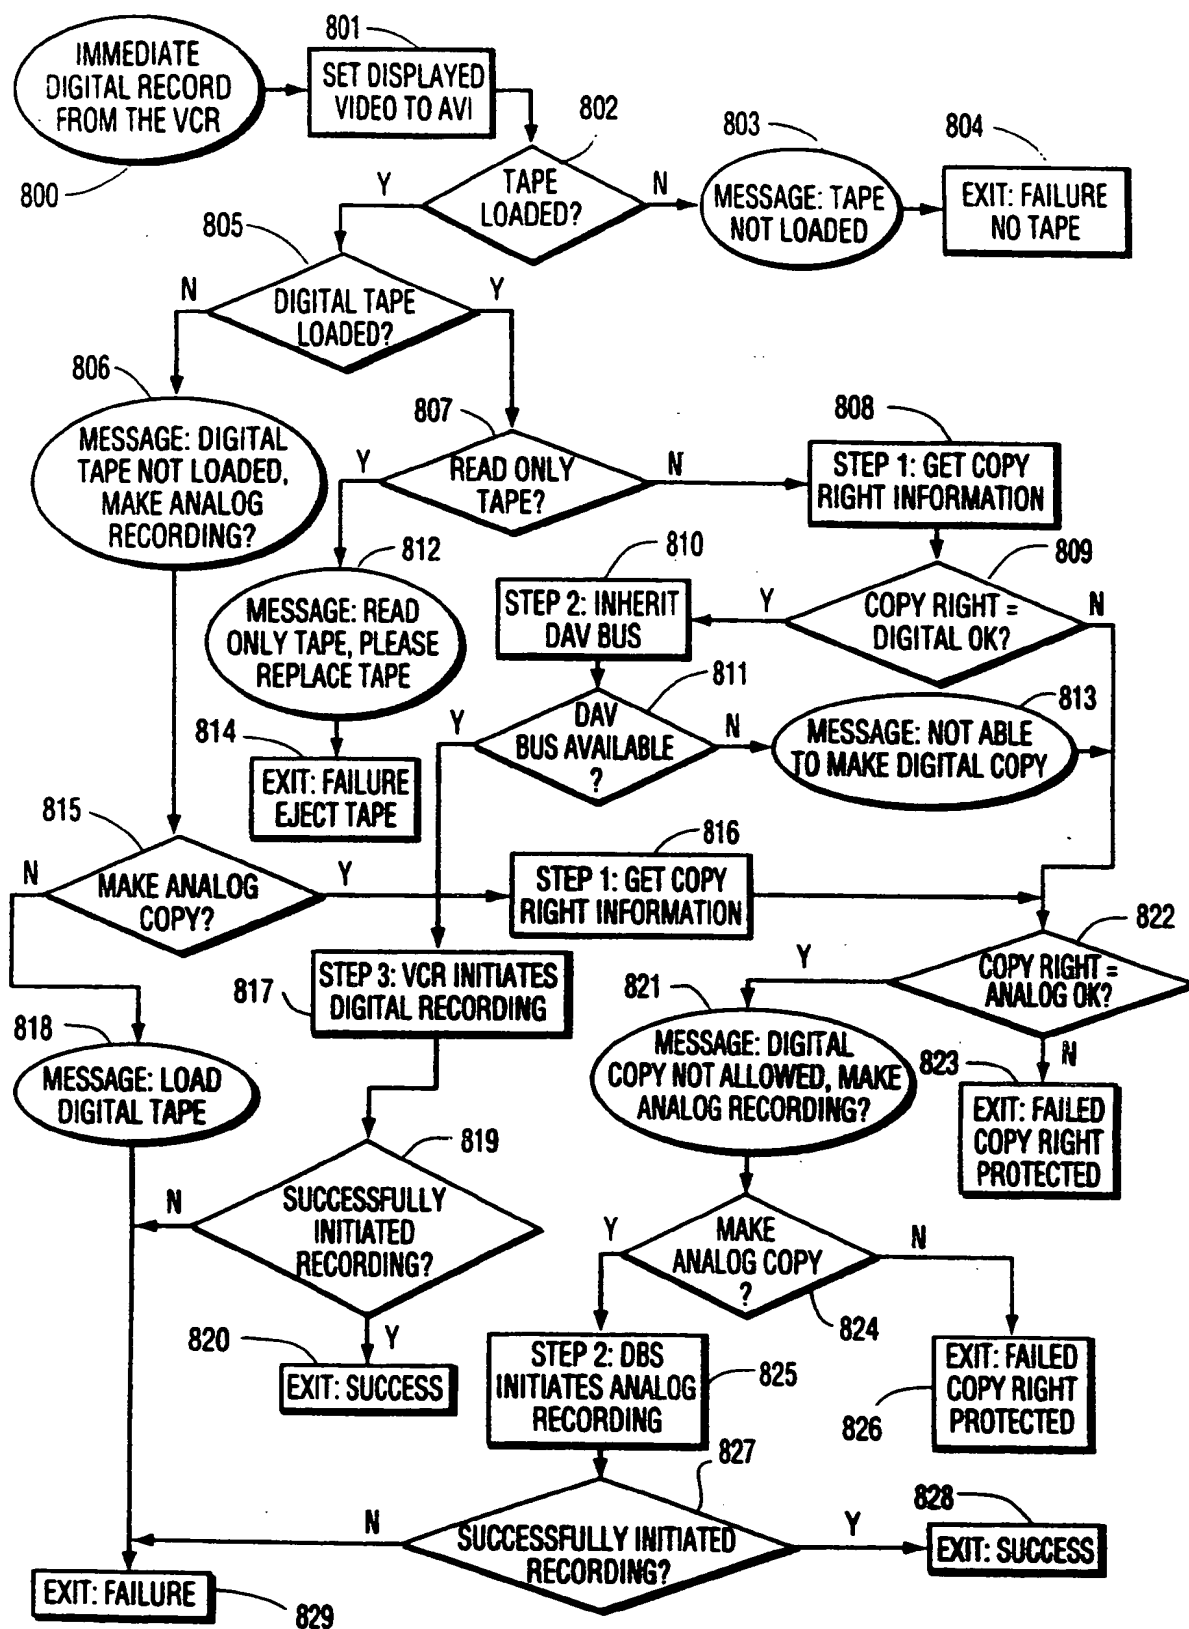 801
IMMEDIATE
DIGITAL RECORD
FROM THE VCR
800
SET DISPLAYED
VIDEO TO AVI
802
TAPE
LOADED?
Y
N
803
MESSAGE: TAPE
NOT LOADED
804
EXIT: FAILURE
NO TAPE
805
DIGITAL TAPE
LOADED?
N
Y
806
MESSAGE: DIGITAL
TAPE NOT LOADED,
MAKE ANALOG
RECORDING?
807
READ ONLY
TAPE?
Y
N
808
STEP 1: GET COPY
RIGHT INFORMATION
809
COPY RIGHT =
DIGITAL OK?
Y
N
810
STEP 2: INHERIT
DAV BUS
812
MESSAGE: READ
ONLY TAPE, PLEASE
REPLACE TAPE
811
DAV
BUS AVAILABLE
?
Y
N
813
MESSAGE: NOT ABLE
TO MAKE DIGITAL COPY
814
EXIT: FAILURE
EJECT TAPE
815
MAKE ANALOG
COPY?
N
Y
816
STEP 1: GET COPY
RIGHT INFORMATION
822
COPY RIGHT =
ANALOG OK?
Y
N
817
STEP 3: VCR INITIATES
DIGITAL RECORDING
818
MESSAGE: LOAD
DIGITAL TAPE
821
MESSAGE: DIGITAL
COPY NOT ALLOWED, MAKE
ANALOG RECORDING?
823
EXIT: FAILED
COPY RIGHT
PROTECTED
819
SUCCESSFULLY
INITIATED
RECORDING?
N
Y
820
EXIT: SUCCESS
MAKE
ANALOG COPY
?
Y
N
824
STEP 2: DBS
INITIATES ANALOG
RECORDING
825
EXIT: FAILED
COPY RIGHT
PROTECTED
826
827
SUCCESSFULLY INITIATED
RECORDING?
N
Y
828
EXIT: SUCCESS
EXIT: FAILURE
829